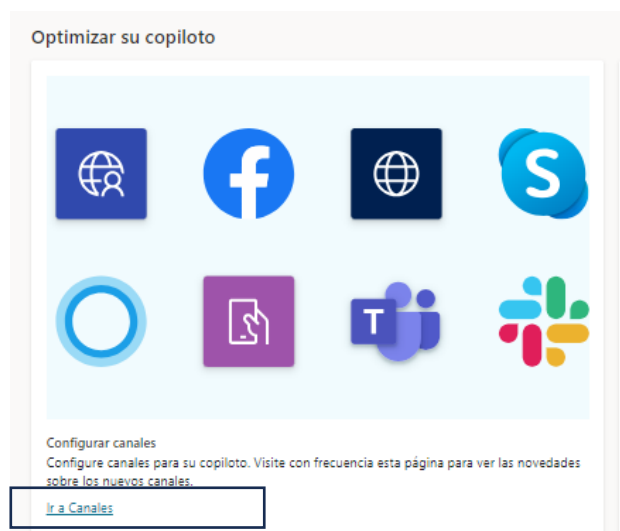 Optimizar su copiloto
S
T
Configurar canales
Configure canales para su copiloto. Visite con frecuencia esta página para ver las novedades
sobre los nuevos canales.
Ir a Canales